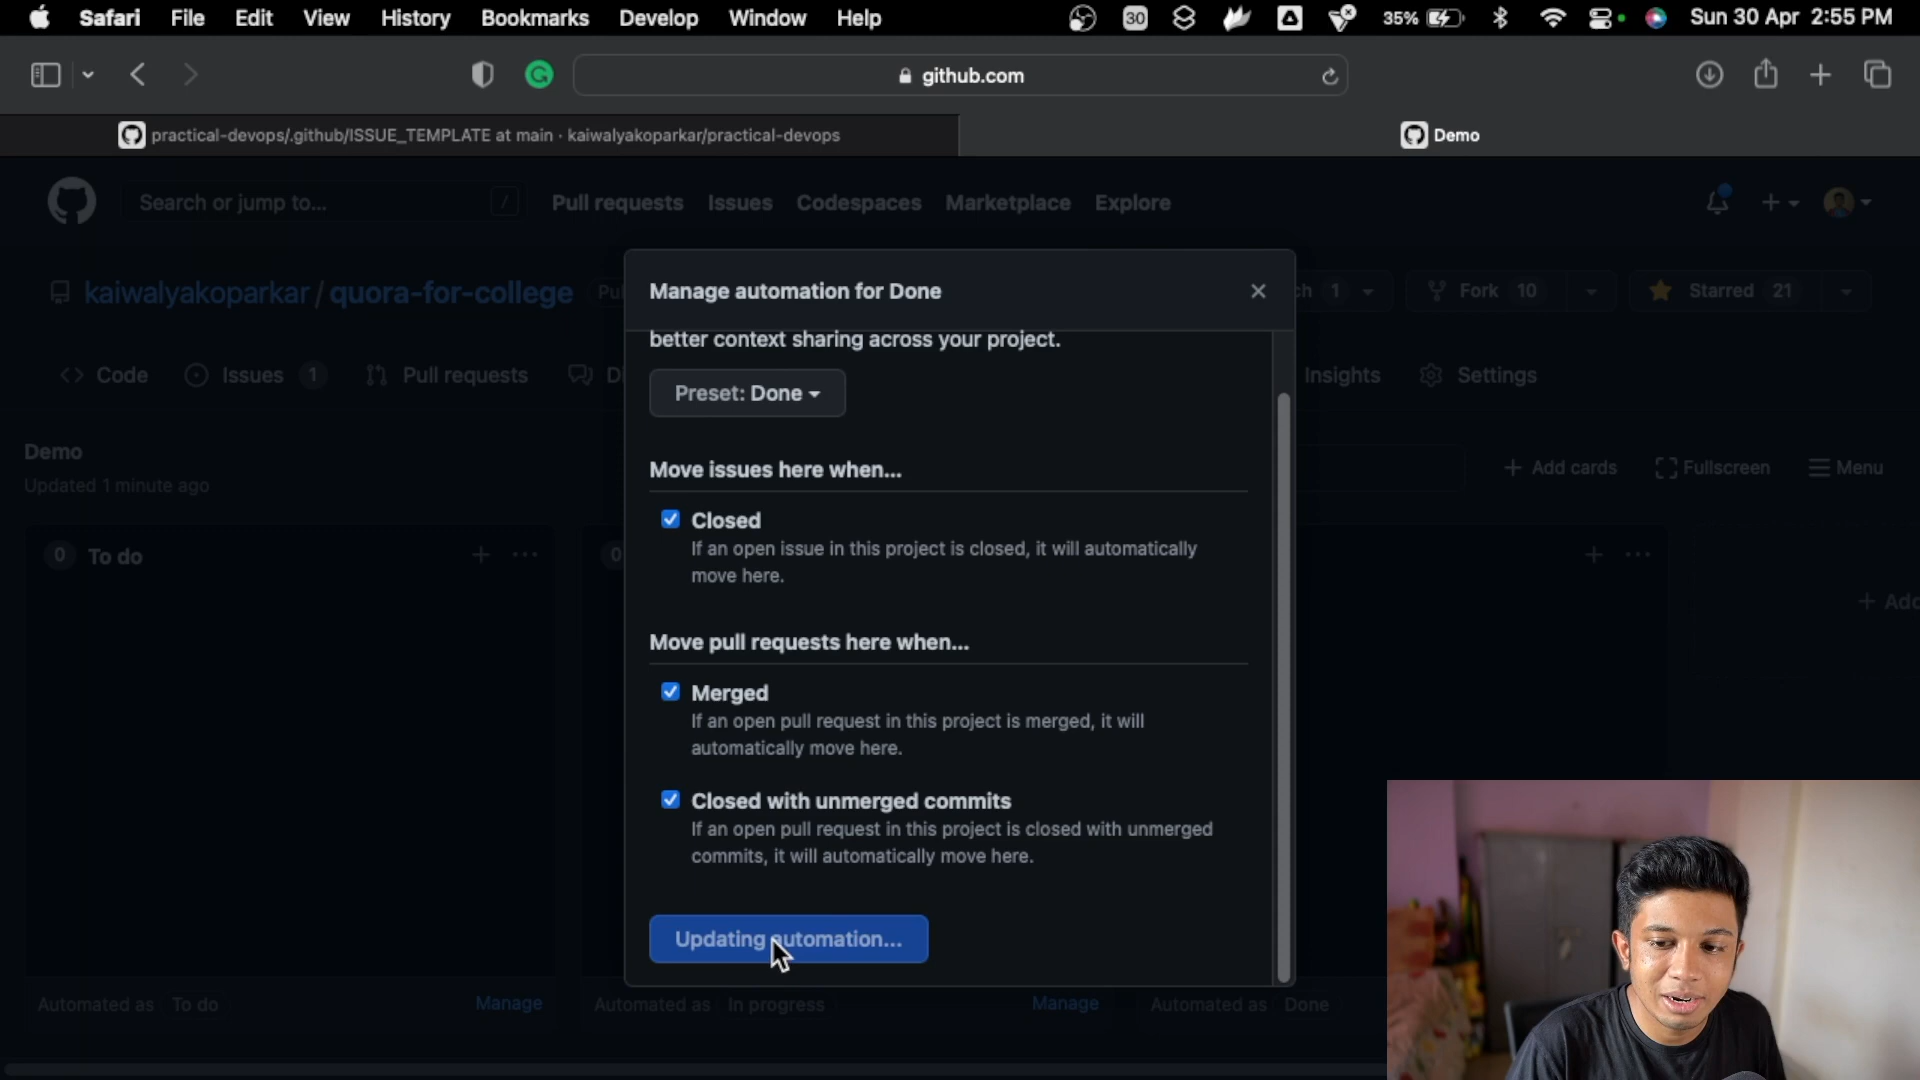 Safari File Edit View History Bookmarks Develop Window Help 30 35% Sun 30 Apr 2:55 PM
github.com
practical-devops/.github/ISSUE_TEMPLATE at main · kaiwalyakoparkar/practical-devops
Demo
Search or jump to... /
Pull requests Issues Codespaces Marketplace Explore
kaiwalyakoparkar / quora-for-college
Manage automation for Done
ch 1 Fork 10 Starred 21
better context sharing across your project.
Code Issues 1 Pull requests Di Insights Settings
Preset: Done
Demo
Updated 1 minute ago
+ Add cards Fullscreen Menu
Move issues here when...
Closed
If an open issue in this project is closed, it will automatically
move here.
0 To do + ...
0
+ ...
+ Add
Move pull requests here when...
Merged
If an open pull request in this project is merged, it will
automatically move here.
Closed with unmerged commits
If an open pull request in this project is closed with unmerged
commits, it will automatically move here.
Updating automation...
Automated as To do Manage
Automated as In progress Manage
Automated as Done